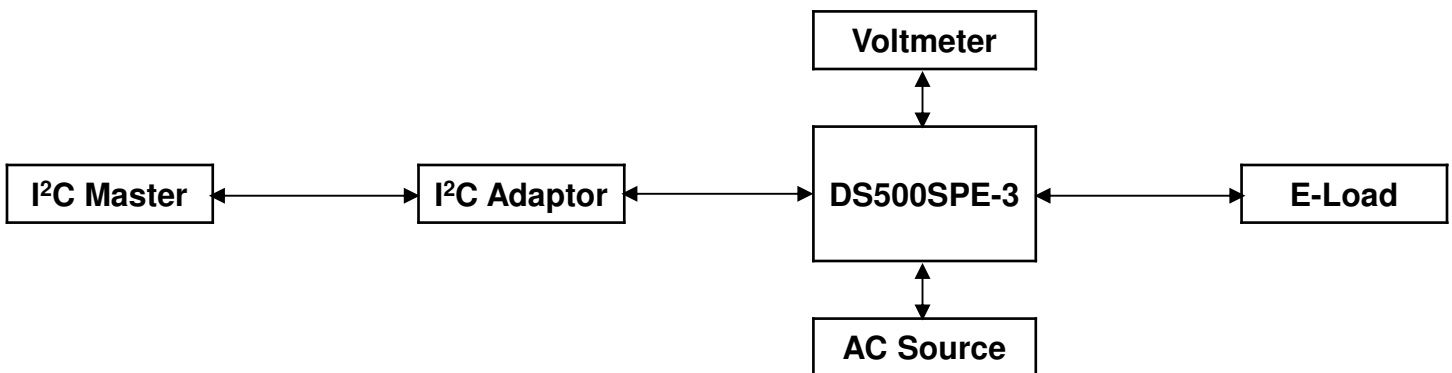 Voltmeter
I²C Master
I²C Adaptor
DS500SPE-3
E-Load
AC Source